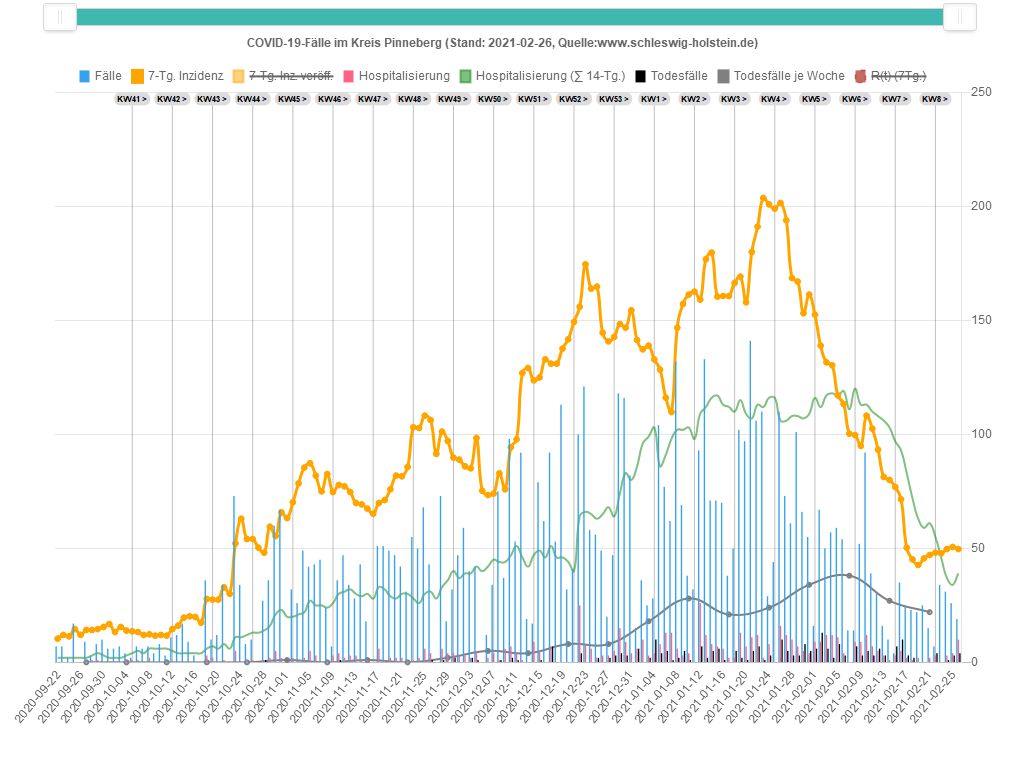 COVID-19-Fälle im Kreis Pinneberg (Stand: 2021-02-26, Quelle:www.schleswig-holstein.de)
Fälle 7-Tg. Inzidenz 7-Tg. Inz. veröff. Hospitalisierung Hospitalisierung (∑ 14-Tg.) Todesfälle Todesfälle je Woche R(t) (7Tg.)
KW41 > KW42 > KW43 > KW44 > KW45 > KW46 > KW47 > KW48 > KW49 > KW50 > KW51 > KW52 > KW53 > KW1 > KW2 > KW3 > KW4 > KW5 > KW6 > KW7 > KW8 >
250
200
150
100
50
0
2020-09-22 2020-09-26 2020-09-30 2020-10-04 2020-10-08 2020-10-12 2020-10-16 2020-10-20 2020-10-24 2020-10-28 2020-11-01 2020-11-05 2020-11-09 2020-11-13 2020-11-17 2020-11-21 2020-11-25 2020-11-29 2020-12-03 2020-12-07 2020-12-11 2020-12-15 2020-12-19 2020-12-23 2020-12-27 2020-12-31 2021-01-04 2021-01-08 2021-01-12 2021-01-16 2021-01-20 2021-01-24 2021-01-28 2021-02-01 2021-02-05 2021-02-09 2021-02-13 2021-02-17 2021-02-21 2021-02-25